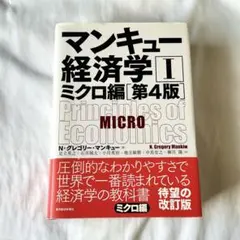 マンキュー
経済学 I
ミクロ編[第4版]
Principles of
Economics
MICRO
N・グレゴリー・マンキュー
N. Gregory Mankiw
圧倒的なわかりやすさで
世界で一番読まれている
経済学の教科書
待望の
改訂版
ミクロ編